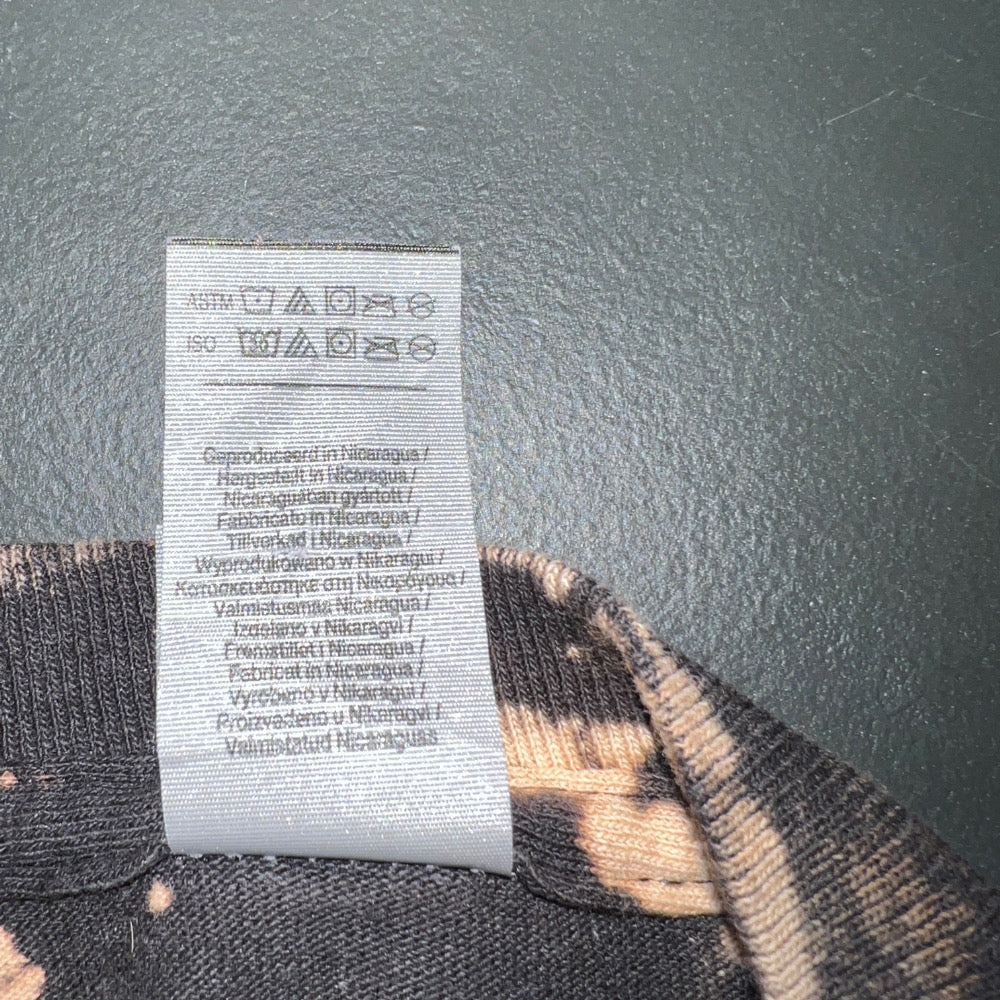 ASTM
ISO
Geproduceerd in Nicaragua /
Hergestellt in Nicaragua /
Nicaraguában gyártott /
Fabbricato in Nicaragua /
Tillverkad i Nicaragua /
Wyprodukowano w Nikaragui /
Κατασκευάστηκε στη Νικαράγουα /
Valmistusmaa Nicaragua /
Izdelano v Nikaragvi /
Fremstillet i Nicaragua /
Fabricat in Nicaragua /
Vyrobeno v Nikaragui /
Proizvedeno u Nikaragvi /
Valmistatud Nicaraguas